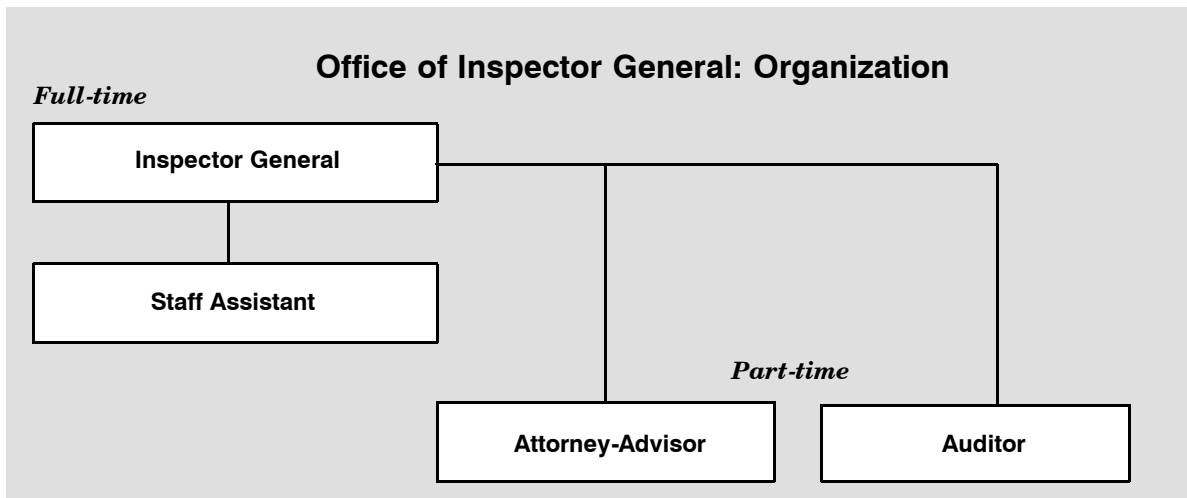 Office of Inspector General: Organization
Full-time
Inspector General
Staff Assistant
Part-time
Attorney-Advisor
Auditor